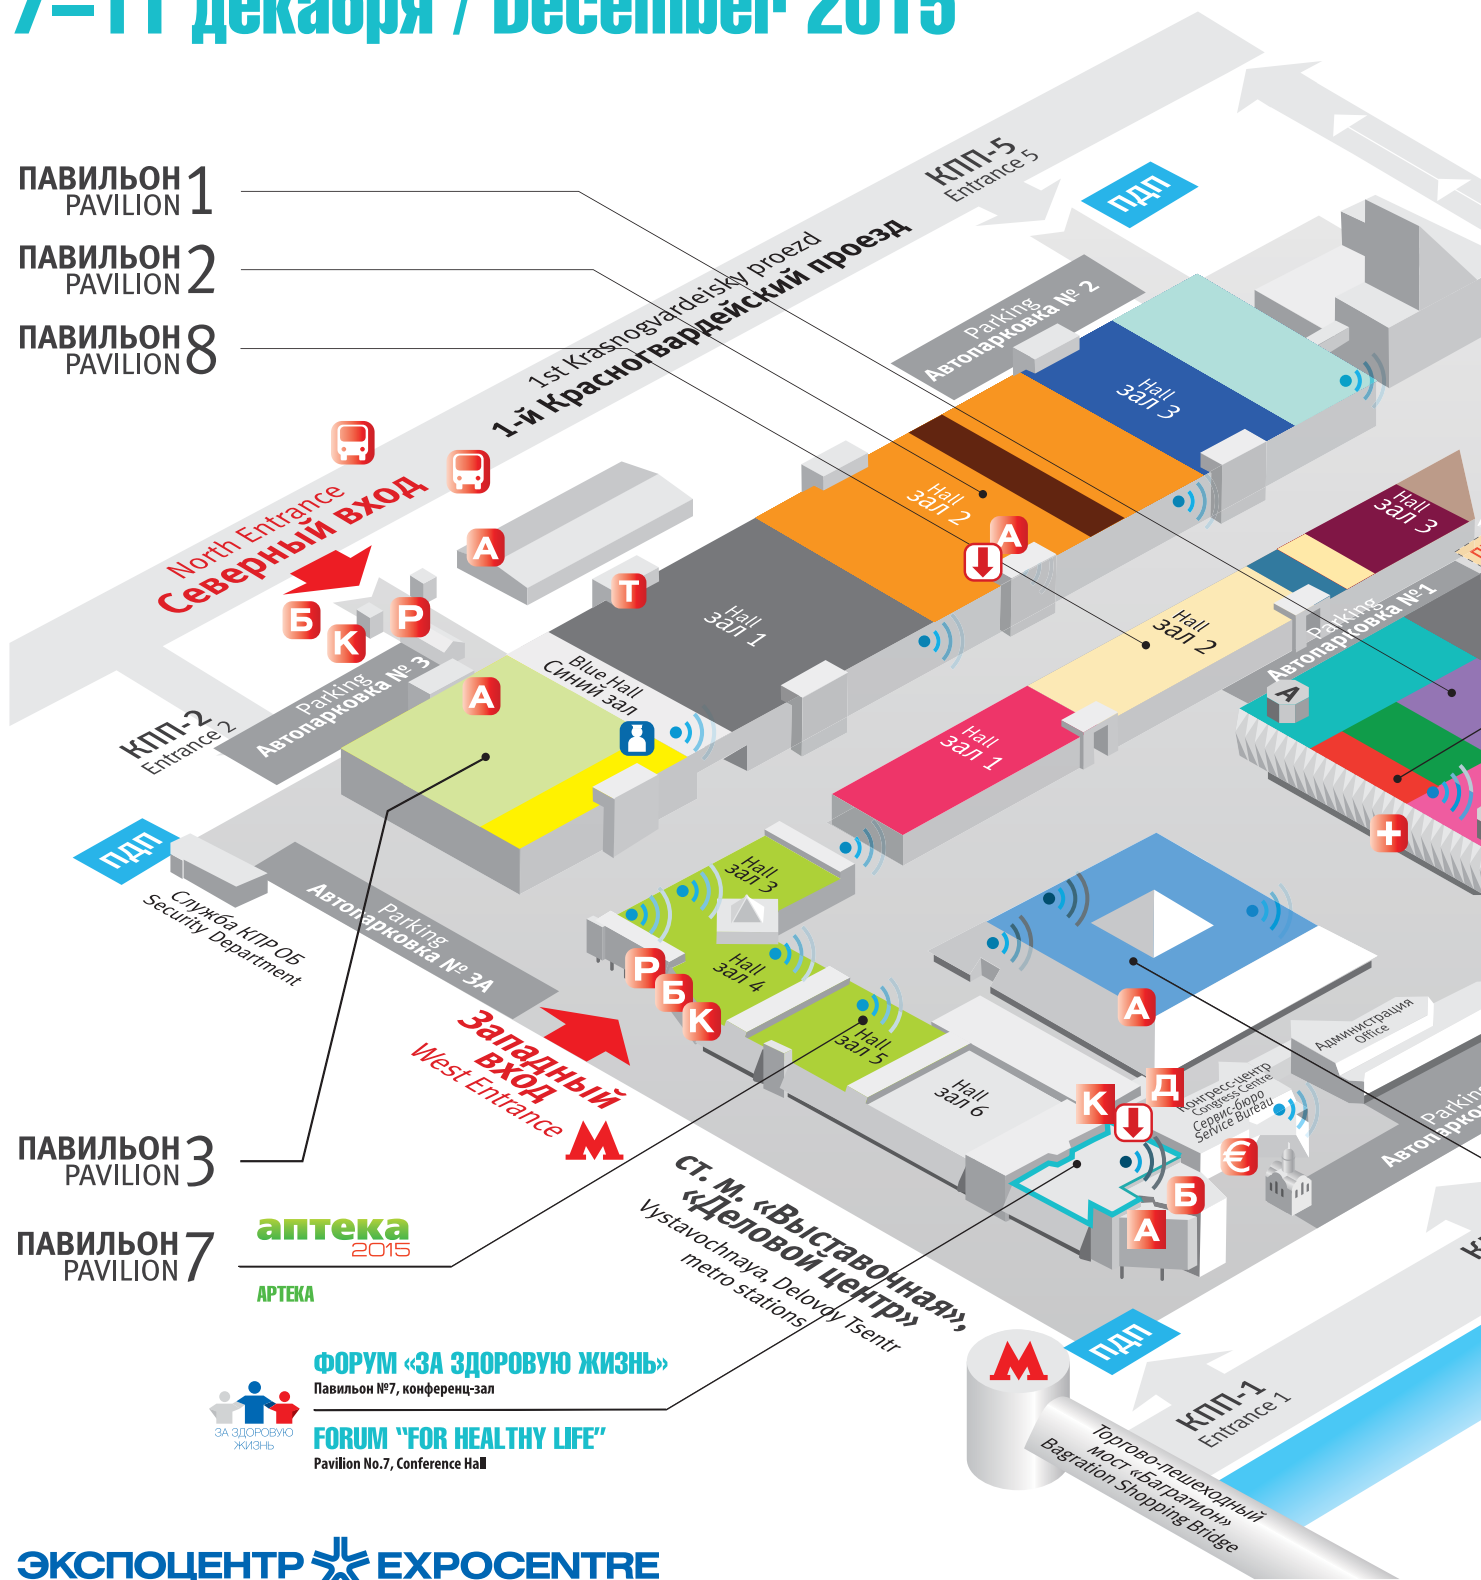 7–11 декабря / December 2015
ПАВИЛЬОН 1
PAVILION
ПАВИЛЬОН 2
PAVILION
ПАВИЛЬОН 8
PAVILION
КПП-5
Entrance 5
ПДП
1st Krasnogvardeisky proezd
1-й Красногвардейский проезд
Parking
Автопарковка № 2
Hall
зал 3
Hall
зал 2
Hall
зал 1
Blue Hall
Синий зал
North Entrance
Северный вход
А
Т
А
Б
К
Р
А
Parking
Автопарковка № 3
КПП-2
Entrance 2
Hall
зал 3
Hall
зал 2
Hall
зал 1
Parking
Автопарковка №1
А
ПДП
Служба КПР ОБ
Security Department
Parking
Автопарковка № 3А
Hall
зал 3
Hall
зал 4
Hall
зал 5
Hall
зал 6
Р
Б
К
Западный
вход
West Entrance
А
Администрация
Office
Конгресс-центр
Congress Centre
Сервис-бюро
Service Bureau
К
Д
€
Б
А
Parking
Автопарко
ст. м. «Выставочная»,
«Деловой центр»
Vystavochnaya, Delovoy Tsentr
metro stations
ПАВИЛЬОН 3
PAVILION
ПАВИЛЬОН 7
PAVILION
аптека
2015
APTEKA
ФОРУМ «ЗА ЗДОРОВУЮ ЖИЗНЬ»
Павильон №7, конференц-зал
ЗА ЗДОРОВУЮ
ЖИЗНЬ
FORUM "FOR HEALTHY LIFE"
Pavilion No.7, Conference Hall
ПДП
КПП-1
Entrance 1
Торгово-пешеходный
мост «Багратион»
Bagration Shopping Bridge
ЭКСПОЦЕНТР EXPOCENTRE